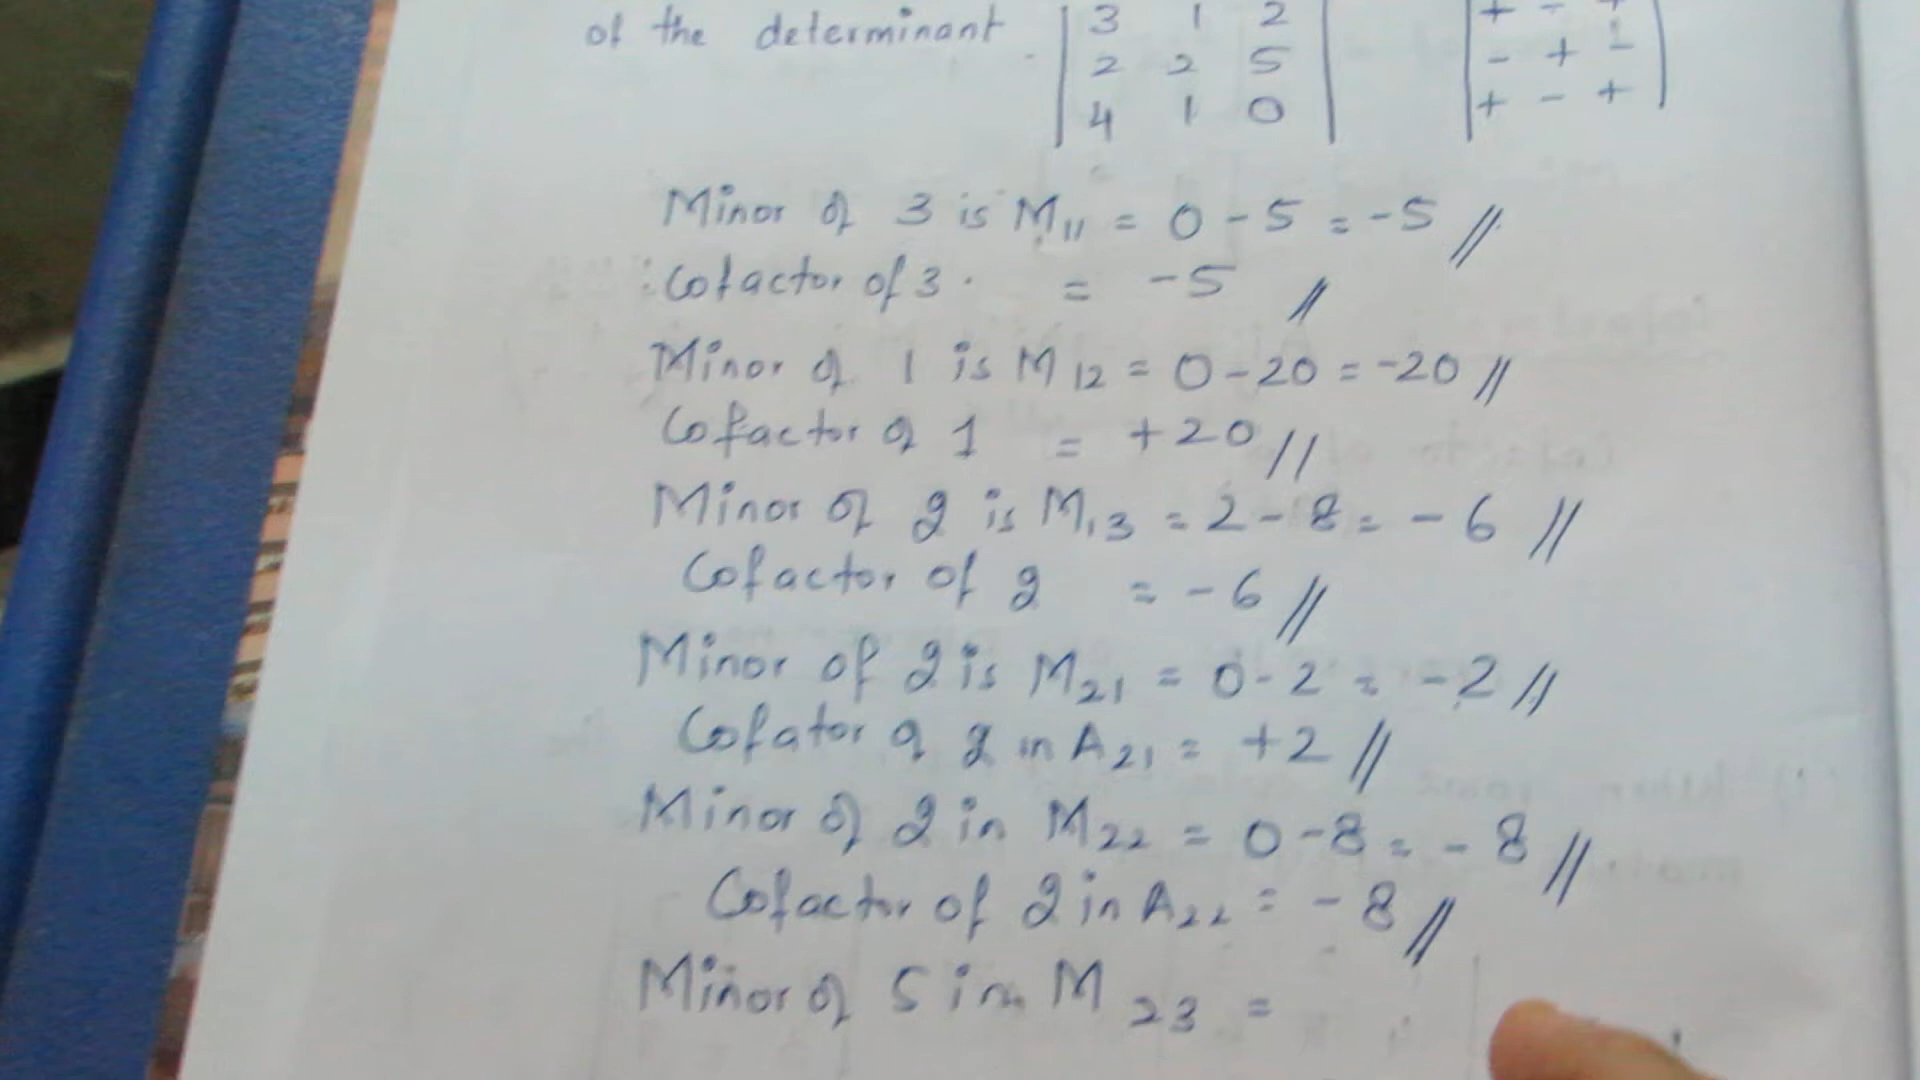 of the determinant | 3 1 2 | | + - + |
| 2 2 5 | | - + - |
| 4 1 0 | | + - + |
Minor of 3 is M11 = 0 - 5 = -5 //
Cofactor of 3 = -5 //
Minor of 1 is M12 = 0 - 20 = -20 //
Cofactor of 1 = +20 //
Minor of 2 is M13 = 2 - 8 = -6 //
Cofactor of 2 = -6 //
Minor of 2 is M21 = 0 - 2 = -2 //
Cofator of 2 in A21 = +2 //
Minor of 2 in M22 = 0 - 8 = -8 //
Cofactor of 2 in A22 = -8 //
Minor of 5 in M23 =